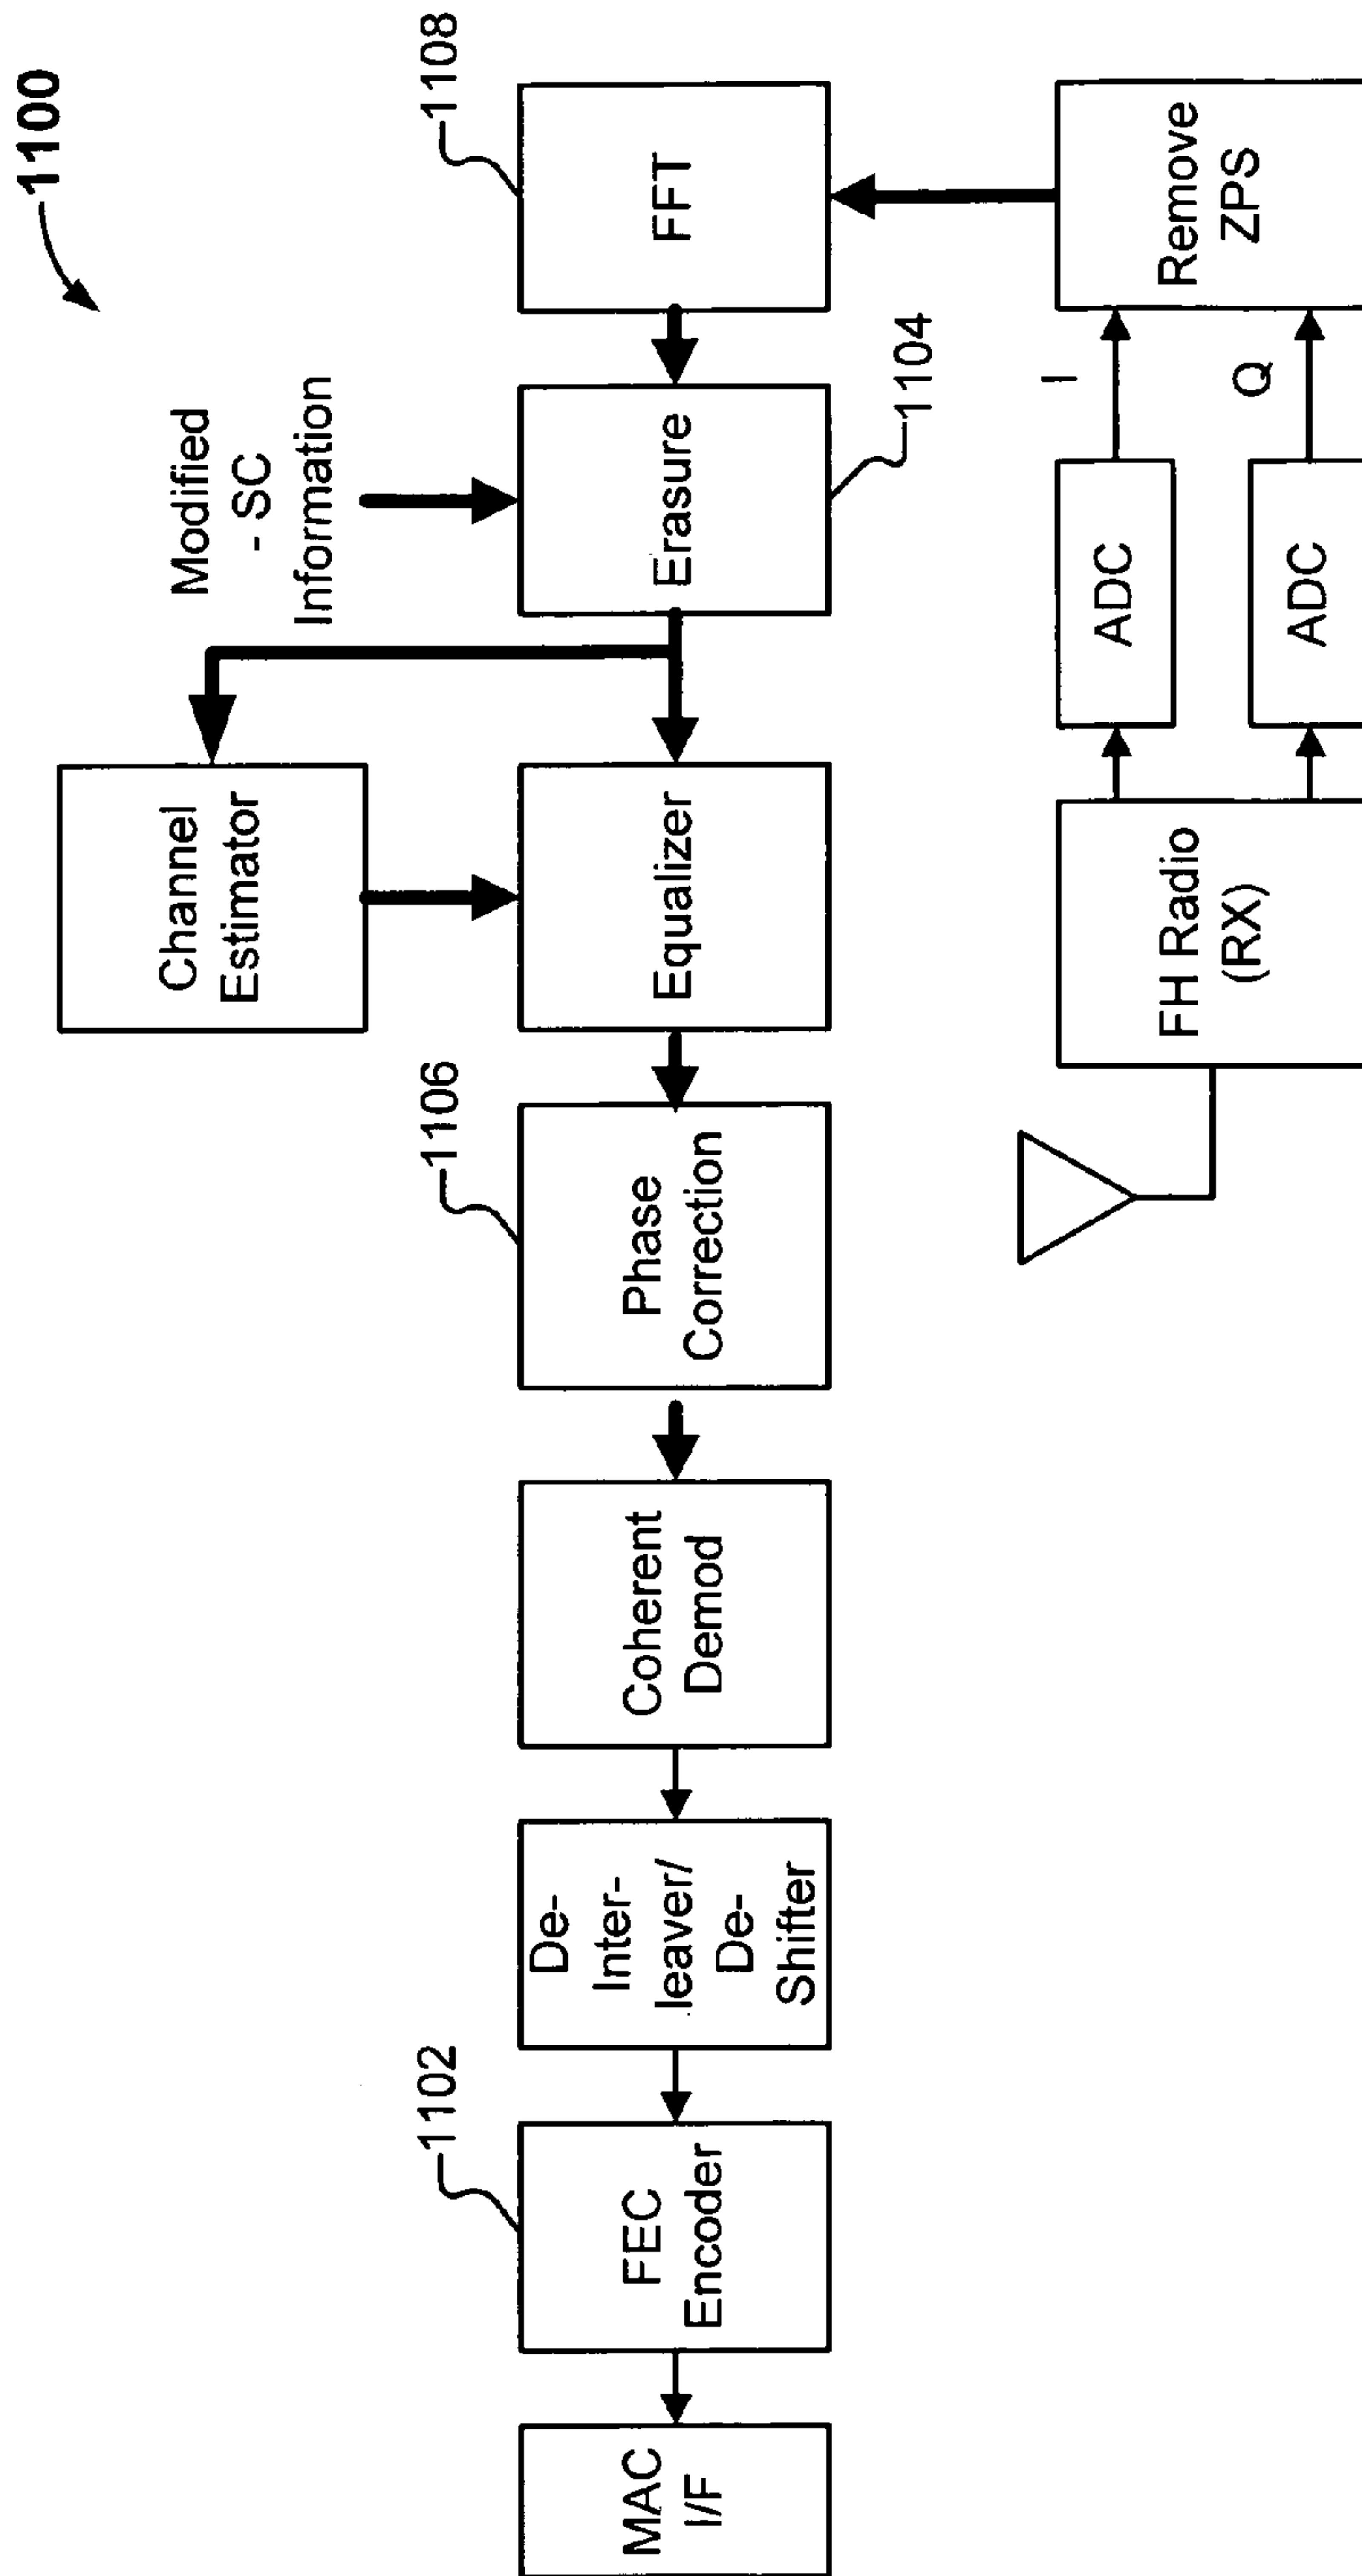 1100
Modified
- SC
Information
Channel
Estimator
1108
FFT
Erasure
1104
Equalizer
1106
Phase
Correction
Coherent
Demod
De-
Inter-
leaver/
De-
Shifter
1102
FEC
Encoder
MAC
I/F
FH Radio
(RX)
ADC
ADC
I
Q
Remove
ZPS